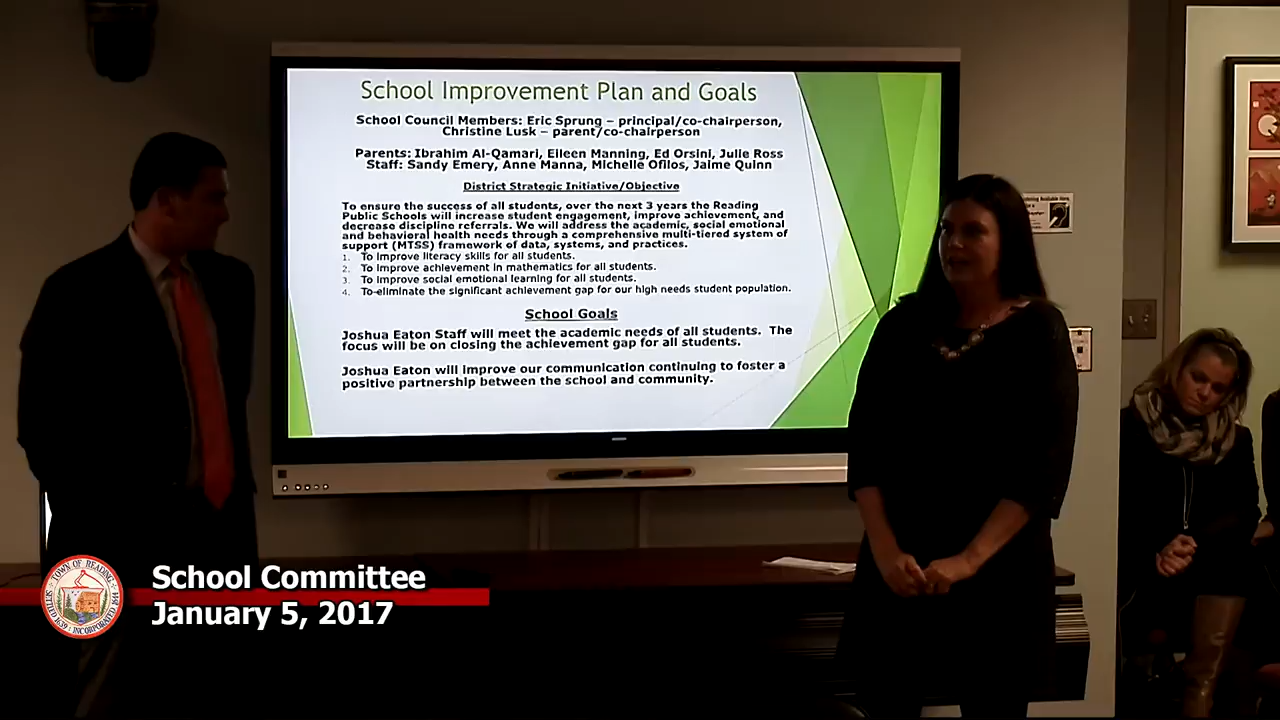 School Improvement Plan and Goals
School Council Members: Eric Sprung – principal/co-chairperson,
Christine Lusk – parent/co-chairperson
Parents: Ibrahim Al-Qamari, Eileen Manning, Ed Orsini, Julie Ross
Staff: Sandy Emery, Anne Manna, Michelle Ofilos, Jaime Quinn
District Strategic Initiative/Objective
To ensure the success of all students, over the next 3 years the Reading
Public Schools will increase student engagement, improve achievement, and
decrease discipline referrals. We will address the academic, social emotional
and behavioral health needs through a comprehensive multi-tiered system of
support (MTSS) framework of data, systems, and practices.
1. To improve literacy skills for all students.
2. To improve achievement in mathematics for all students.
3. To improve social emotional learning for all students.
4. To eliminate the significant achievement gap for our high needs student population.
School Goals
Joshua Eaton Staff will meet the academic needs of all students. The
focus will be on closing the achievement gap for all students.
Joshua Eaton will improve our communication continuing to foster a
positive partnership between the school and community.
TOWN OF READING
SETTLED 1639
INCORPORATED 1644
School Committee
January 5, 2017